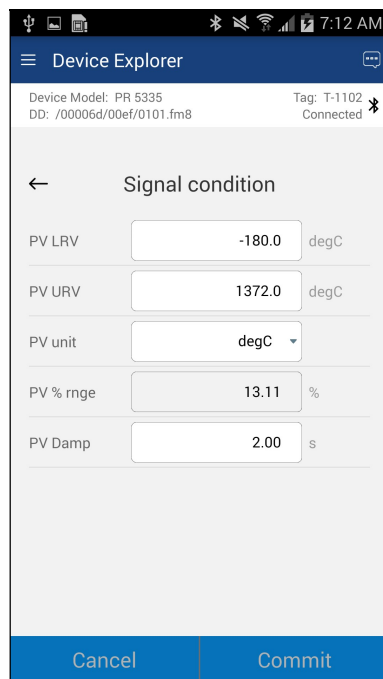 7:12 AM
Device Explorer
Device Model: PR 5335
Tag: T-1102
DD: /00006d/00ef/0101.fm8
Connected
Signal condition
PV LRV -180.0 degC
PV URV 1372.0 degC
PV unit degC
PV % rnge 13.11 %
PV Damp 2.00 s
Cancel Commit